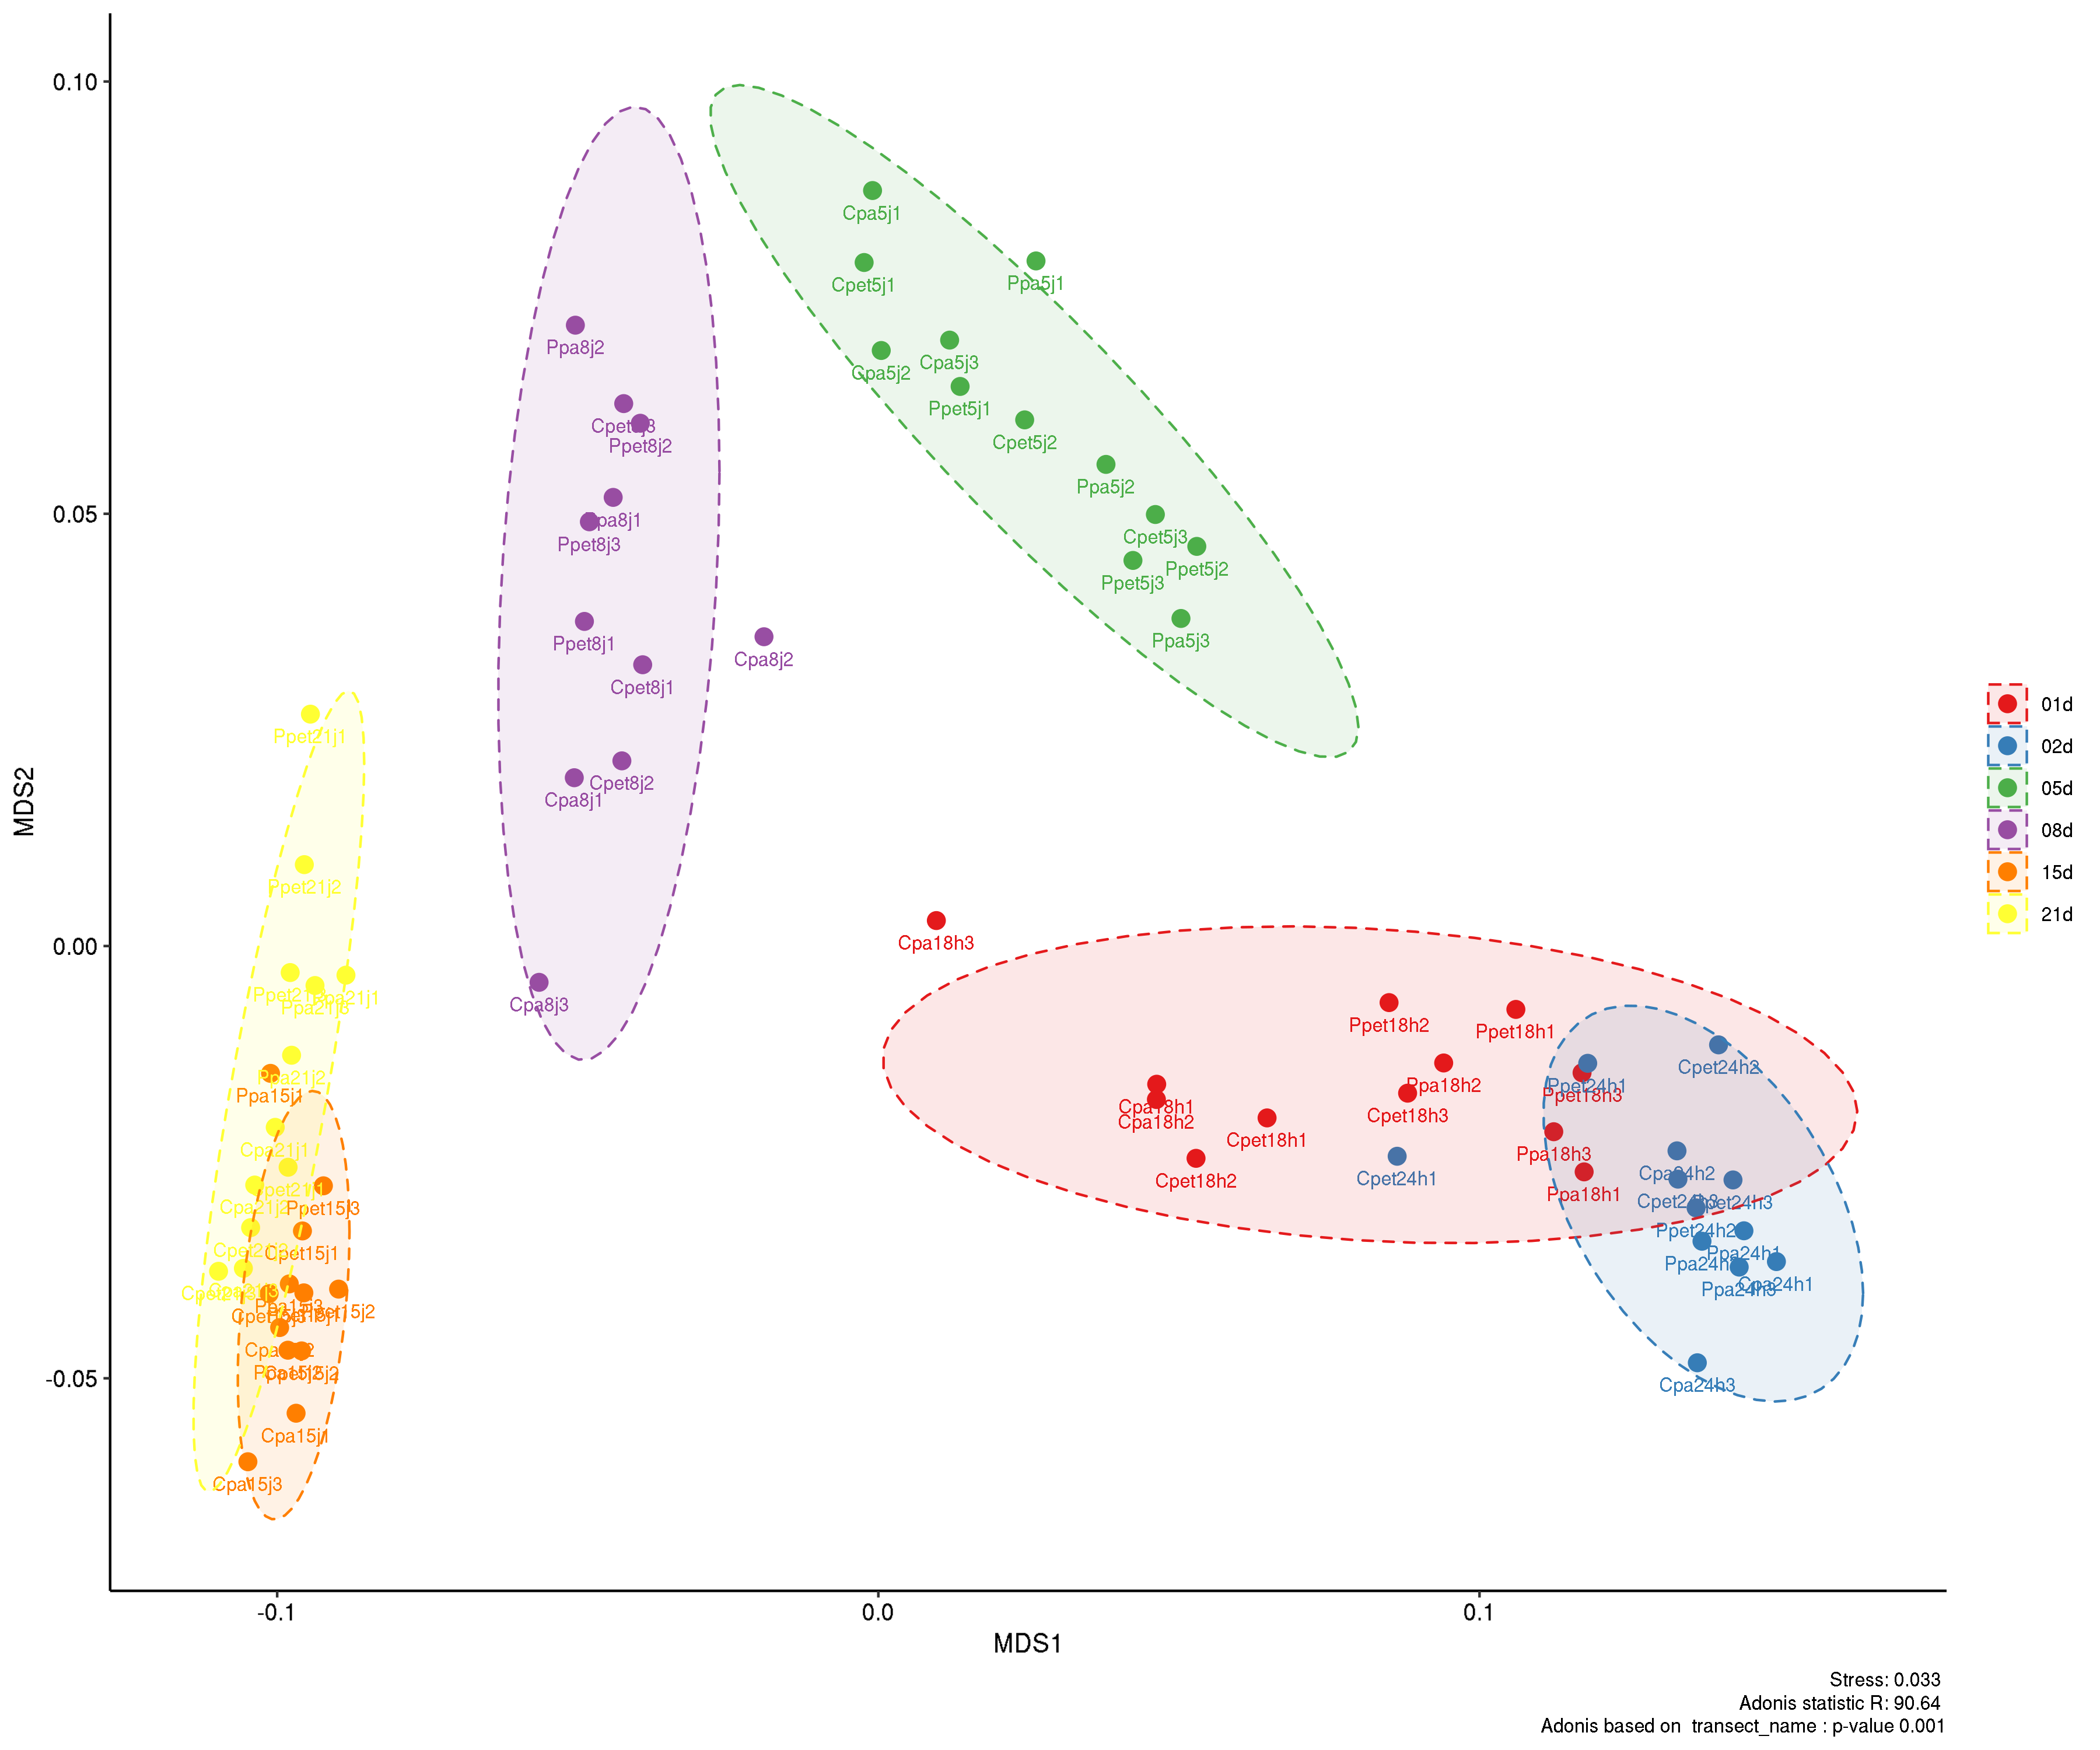 0.10
Cpa5j1
Cpet5j1
Ppa5j1
Ppa8j2
Cpa5j3
Cpa5j2
Ppet5j1
Ppet8j2
Cpet5j2
Ppa5j2
0.05
Cpet5j3
Ppet8j3
Ppet5j2
Ppet5j3
Ppet8j1
Ppa5j3
Cpa8j2
Cpet8j1
Ppet21j1
Cpet8j2
Cpa8j1
MDS2
01d
02d
05d
08d
15d
21d
Ppet21j2
0.00
Cpa18h3
Cpa8j3
Ppet18h2
Ppet18h1
Cpet24h2
Ppa21j2
Ppa18h2
Ppet24h1
Ppa15j1
Ppet18h3
Cpa18h1
Cpet18h3
Cpa18h2
Cpet18h1
Cpa21j1
Ppa18h3
Cpet24h1
Cpa24h2
Cpet18h2
Ppa18h1
Ppet15j3
Ppet24h2
Cpet15j1
Ppa24h1
Cpa24h1
Ppa24h3
Cpa24h3
-0.05
Cpa15j1
Cpa15j3
-0.1
0.0
0.1
MDS1
Stress: 0.033
Adonis statistic R: 90.64
Adonis based on  transect_name : p-value 0.001